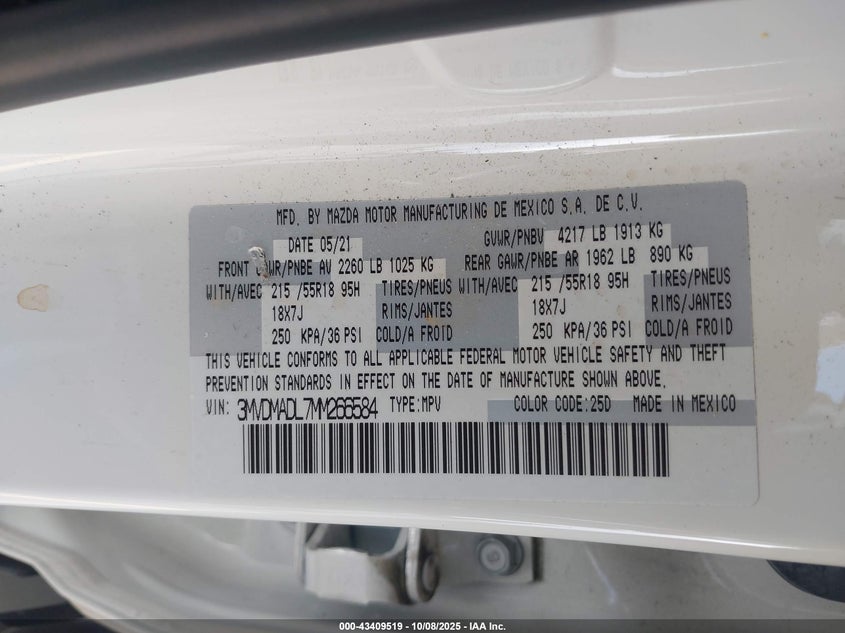 MFD. BY MAZDA MOTOR MANUFACTURING DE MEXICO S.A. DE C.V.
DATE 05/21 GVWR/PNBV 4217 LB 1913 KG
FRONT GAWR/PNBE AV 2260 LB 1025 KG REAR GAWR/PNBE AR 1962 LB 890 KG
WITH/AVEC 215 /55R18 95H TIRES/PNEUS WITH/AVEC 215 /55R18 95H TIRES/PNEUS
18X7J RIMS/JANTES 18X7J RIMS/JANTES
250 KPA/36 PSI COLD/A FROID 250 KPA/36 PSI COLD/A FROID
THIS VEHICLE CONFORMS TO ALL APPLICABLE FEDERAL MOTOR VEHICLE SAFETY AND THEFT
PREVENTION STANDARDS IN EFFECT ON THE DATE OF MANUFACTURE SHOWN ABOVE.
VIN: 3MVDMADL7MM266584 TYPE:MPV COLOR CODE:25D MADE IN MEXICO
000-43409519 - 10/08/2025 - IAA Inc.